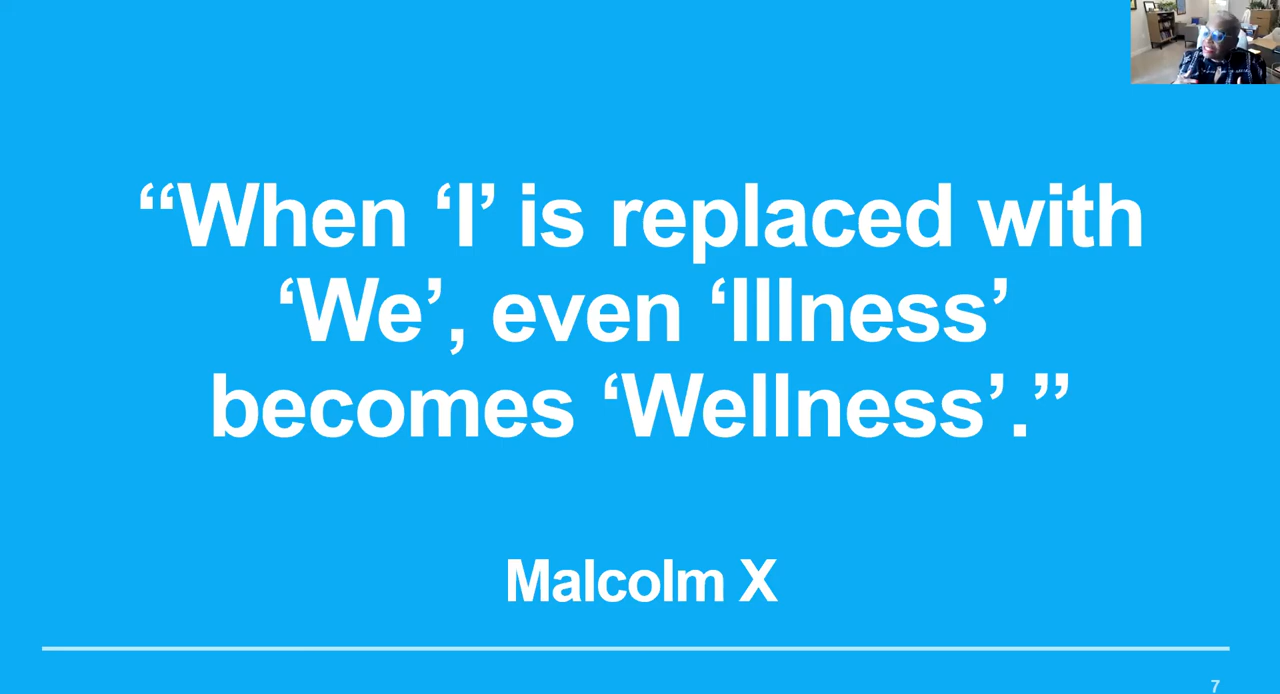 “When ‘I’ is replaced with
‘We’, even ‘Illness’
becomes ‘Wellness’.”
Malcolm X
7